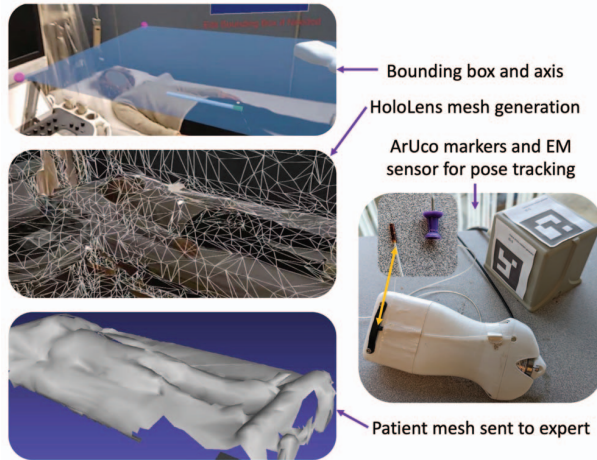 Bounding box and axis
HoloLens mesh generation
ArUco markers and EM
sensor for pose tracking
Patient mesh sent to expert